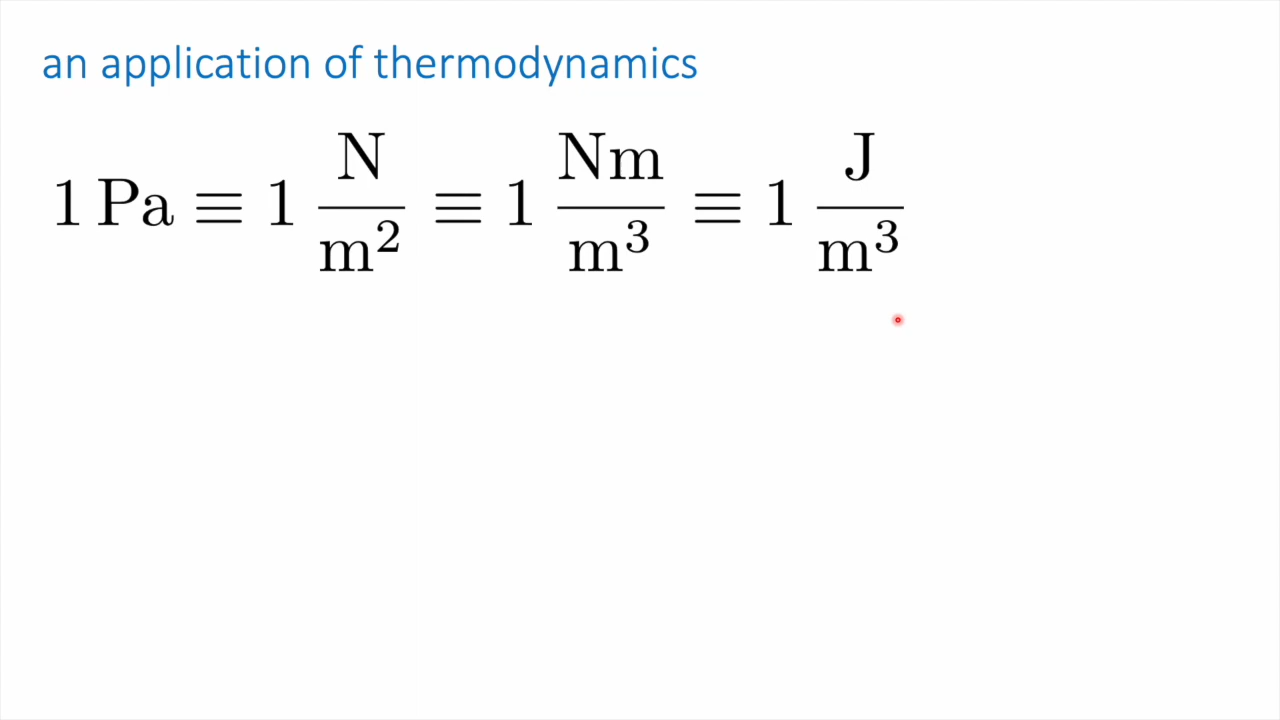 an application of thermodynamics
1 Pa ≡ 1 N/m² ≡ 1 Nm/m³ ≡ 1 J/m³